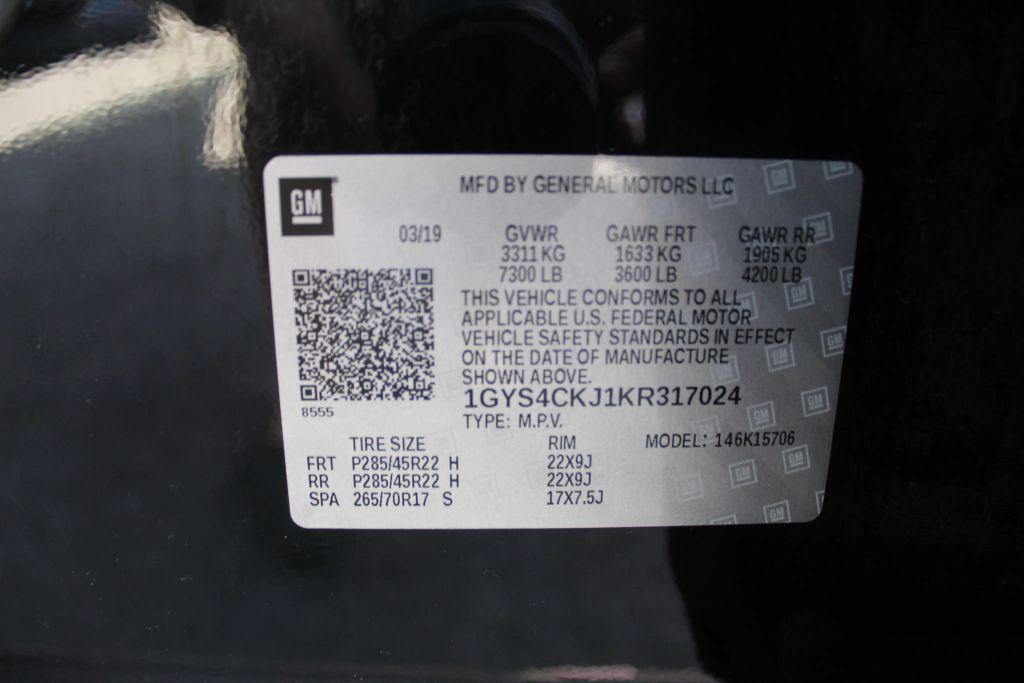 GM
MFD BY GENERAL MOTORS LLC
03/19 GVWR GAWR FRT GAWR RR
3311 KG 1633 KG 1905 KG
7300 LB 3600 LB 4200 LB
THIS VEHICLE CONFORMS TO ALL
APPLICABLE U.S. FEDERAL MOTOR
VEHICLE SAFETY STANDARDS IN EFFECT
ON THE DATE OF MANUFACTURE
SHOWN ABOVE.
1GYS4CKJ1KR317024
8555
TYPE: M.P.V.
TIRE SIZE RIM MODEL: 146K15706
FRT P285/45R22 H 22X9J
RR P285/45R22 H 22X9J
SPA 265/70R17 S 17X7.5J